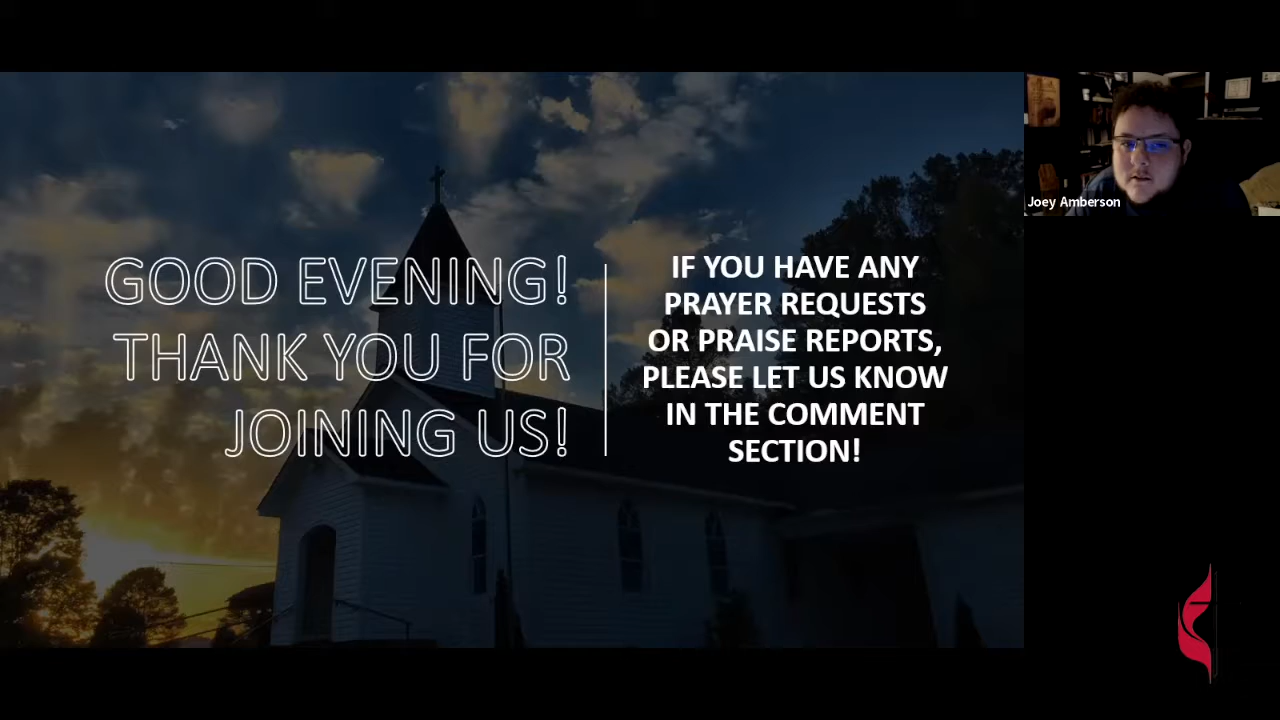 GOOD EVENING!
THANK YOU FOR
JOINING US!
IF YOU HAVE ANY
PRAYER REQUESTS
OR PRAISE REPORTS,
PLEASE LET US KNOW
IN THE COMMENT
SECTION!
Joey Amberson